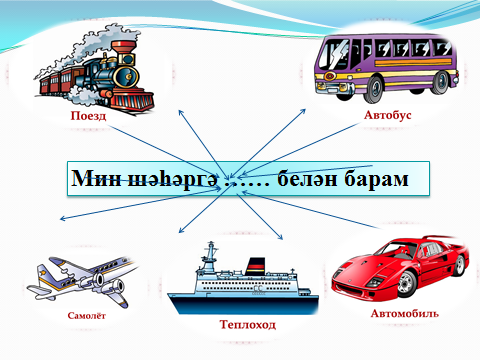 Поезд
Автобус
Мин шәһәргә ...... белән барам
Самолёт
Теплоход
Автомобиль